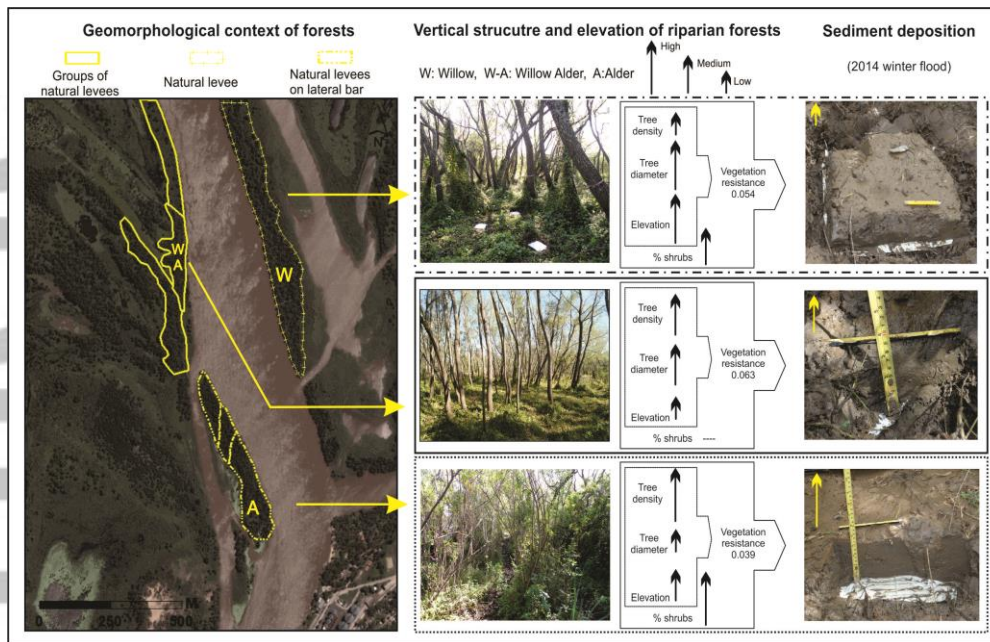 Geomorphological context of forests
Groups of
natural levees
Natural levee
Natural levees
on lateral bar
W
A
W
A
N
0 250 500 M
Vertical strucutre and elevation of riparian forests
W: Willow, W-A: Willow Alder, A:Alder
High
Medium
Low
Tree
density
Tree
diameter
Elevation
% shrubs
Vegetation
resistance
0.054
Tree
density
Tree
diameter
Elevation
% shrubs ----
Vegetation
resistance
0.063
Tree
density
Tree
diameter
Elevation
% shrubs
Vegetation
resistance
0.039
Sediment deposition
(2014 winter flood)